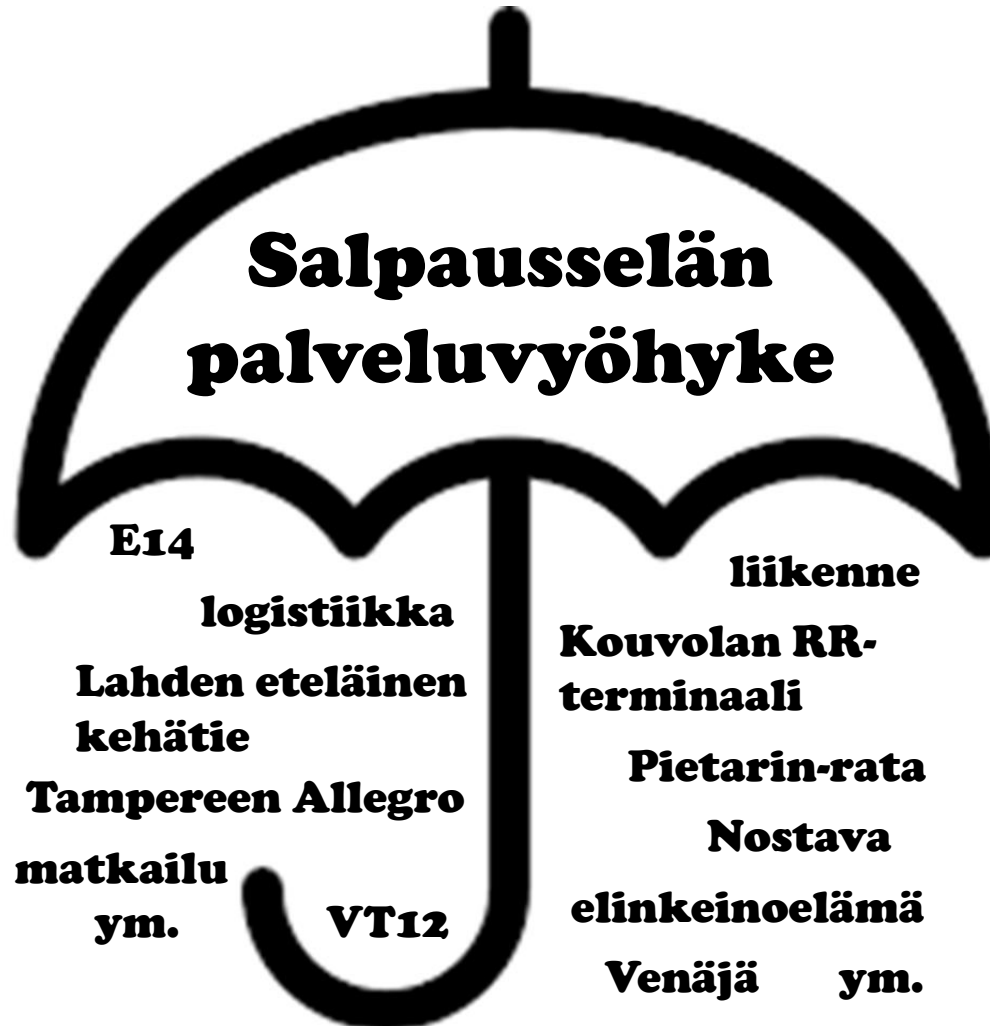 Salpausselän
palveluvyöhyke
E14
logistiikka
Lahden eteläinen
kehätie
Tampereen Allegro
matkailu
ym.
VT12
liikenne
Kouvolan RR-
terminaali
Pietarin-rata
Nostava
elinkeinoelämä
Venäjä ym.